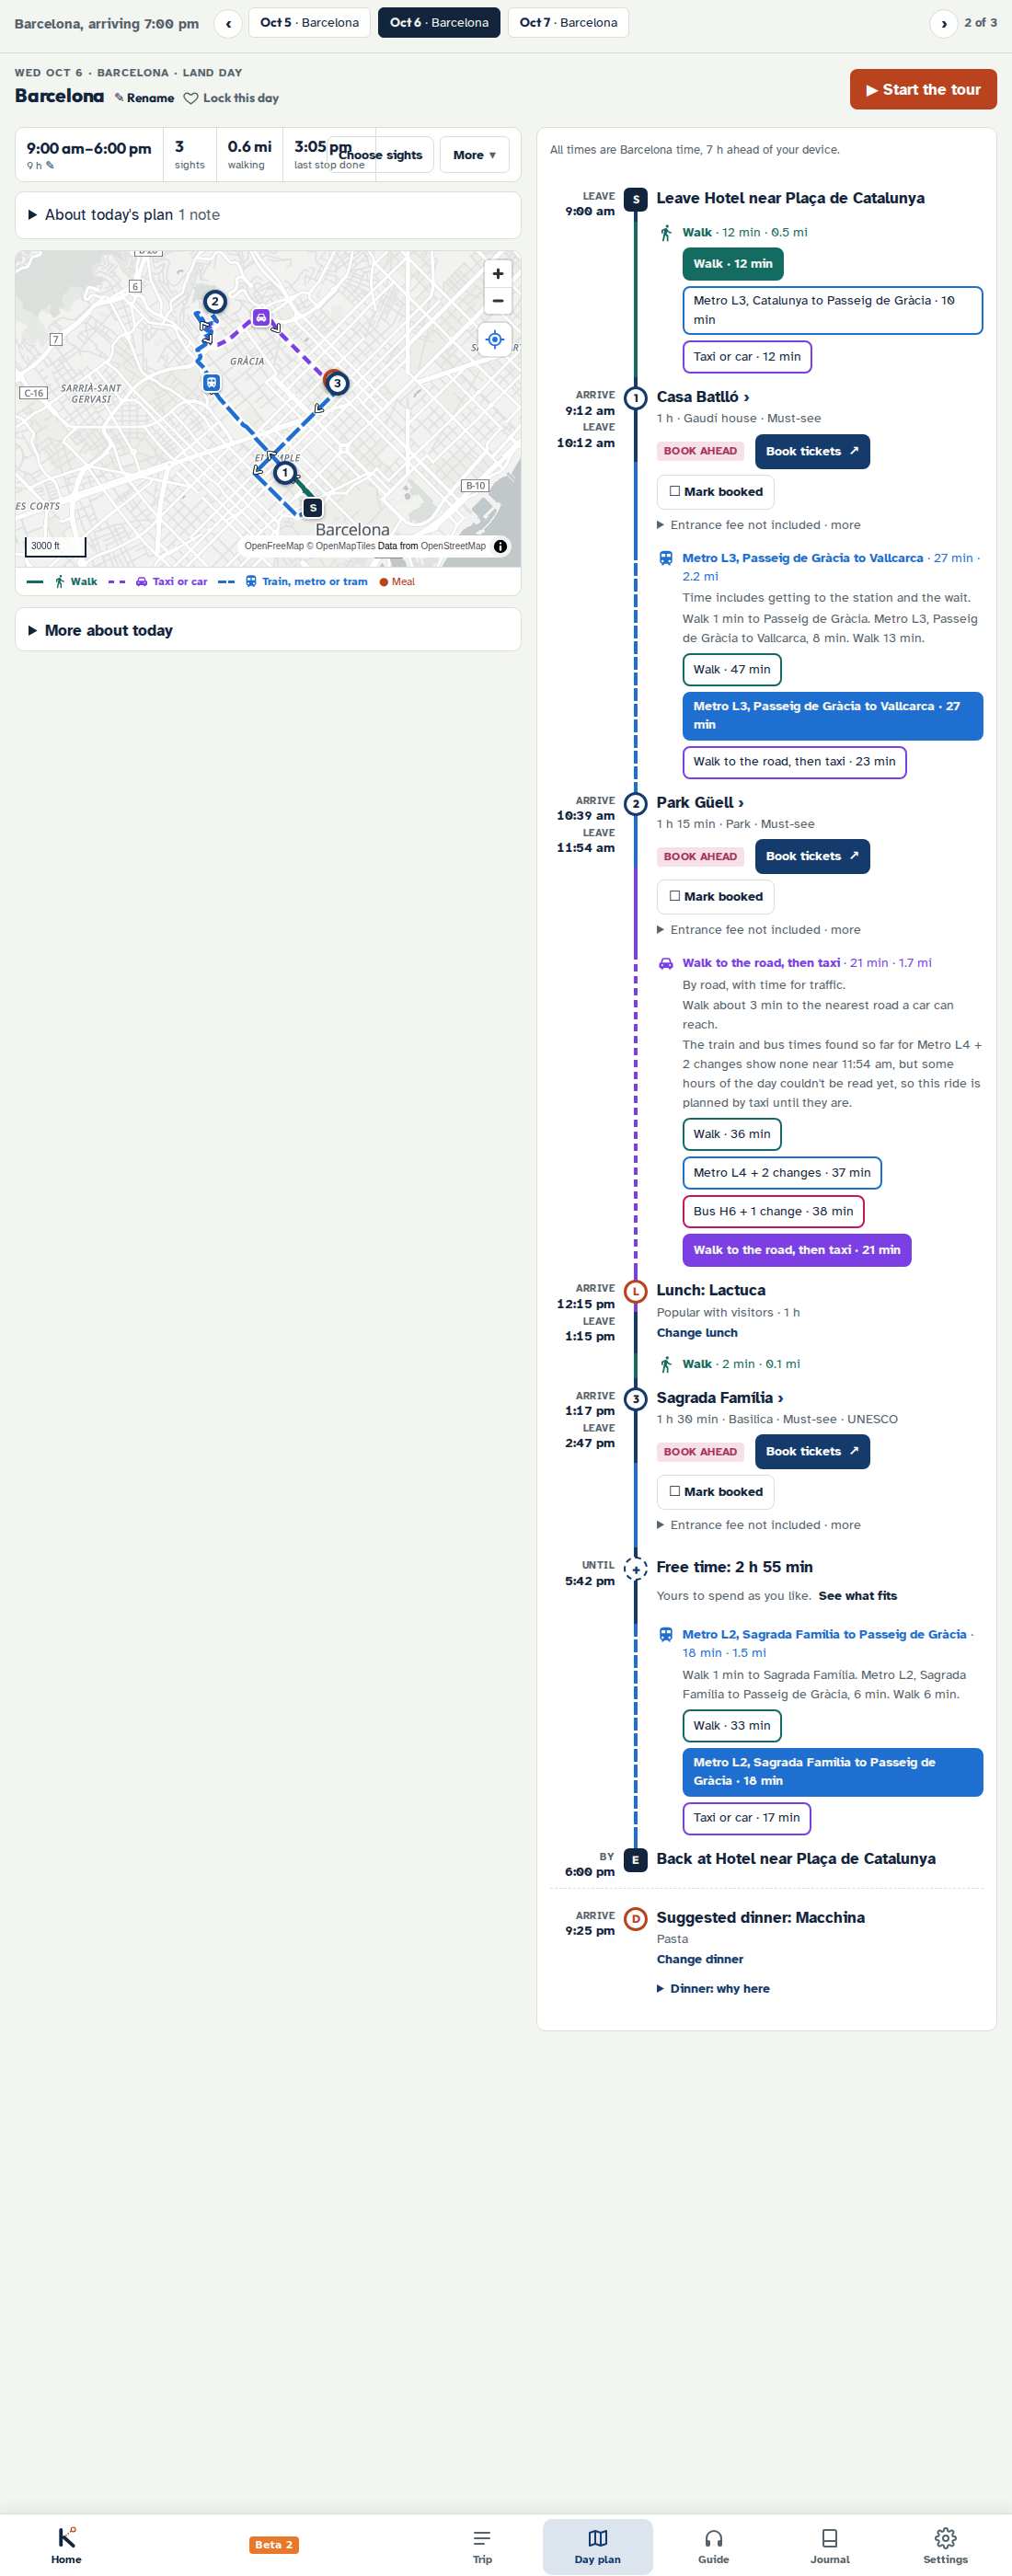 Barcelona, arriving 7:00 pm
‹
Oct 5 · Barcelona
Oct 6 · Barcelona
Oct 7 · Barcelona
›
2 of 3
WED OCT 6 · BARCELONA · LAND DAY
Barcelona
✎ Rename
Lock this day
▶ Start the tour
9:00 am–6:00 pm
9 h ✎
3
sights
0.6 mi
walking
3:05 pm
last stop done
Choose sights
More ▾
▶ About today's plan 1 note
6
7
C-16
SARRIÀ-SANT
GERVASI
GRÀCIA
2
3
1
S
B-10
ES CORTS
Barcelona
+
−
3000 ft
OpenFreeMap © OpenMapTiles Data from OpenStreetMap
Walk
Taxi or car
Train, metro or tram
Meal
▶ More about today
All times are Barcelona time, 7 h ahead of your device.
LEAVE
9:00 am
S
Leave Hotel near Plaça de Catalunya
Walk · 12 min · 0.5 mi
Walk · 12 min
Metro L3, Catalunya to Passeig de Gràcia · 10
min
Taxi or car · 12 min
ARRIVE
9:12 am
LEAVE
10:12 am
1
Casa Batlló ›
1 h · Gaudí house · Must-see
BOOK AHEAD
Book tickets ↗
☐ Mark booked
▶ Entrance fee not included · more
Metro L3, Passeig de Gràcia to Vallcarca · 27 min ·
2.2 mi
Time includes getting to the station and the wait.
Walk 1 min to Passeig de Gràcia. Metro L3, Passeig
de Gràcia to Vallcarca, 8 min. Walk 13 min.
Walk · 47 min
Metro L3, Passeig de Gràcia to Vallcarca · 27
min
Walk to the road, then taxi · 23 min
ARRIVE
10:39 am
LEAVE
11:54 am
2
Park Güell ›
1 h 15 min · Park · Must-see
BOOK AHEAD
Book tickets ↗
☐ Mark booked
▶ Entrance fee not included · more
Walk to the road, then taxi · 21 min · 1.7 mi
By road, with time for traffic.
Walk about 3 min to the nearest road a car can
reach.
The train and bus times found so far for Metro L4 +
2 changes show none near 11:54 am, but some
hours of the day couldn't be read yet, so this ride is
planned by taxi until they are.
Walk · 36 min
Metro L4 + 2 changes · 37 min
Bus H6 + 1 change · 38 min
Walk to the road, then taxi · 21 min
ARRIVE
12:15 pm
LEAVE
1:15 pm
L
Lunch: Lactuca
Popular with visitors · 1 h
Change lunch
Walk · 2 min · 0.1 mi
ARRIVE
1:17 pm
LEAVE
2:47 pm
3
Sagrada Família ›
1 h 30 min · Basilica · Must-see · UNESCO
BOOK AHEAD
Book tickets ↗
☐ Mark booked
▶ Entrance fee not included · more
UNTIL
5:42 pm
+
Free time: 2 h 55 min
Yours to spend as you like. See what fits
Metro L2, Sagrada Família to Passeig de Gràcia ·
18 min · 1.5 mi
Walk 1 min to Sagrada Família. Metro L2, Sagrada
Família to Passeig de Gràcia, 6 min. Walk 6 min.
Walk · 33 min
Metro L2, Sagrada Família to Passeig de
Gràcia · 18 min
Taxi or car · 17 min
BY
6:00 pm
E
Back at Hotel near Plaça de Catalunya
ARRIVE
9:25 pm
D
Suggested dinner: Macchina
Pasta
Change dinner
▶ Dinner: why here
Home
Beta 2
Trip
Day plan
Guide
Journal
Settings